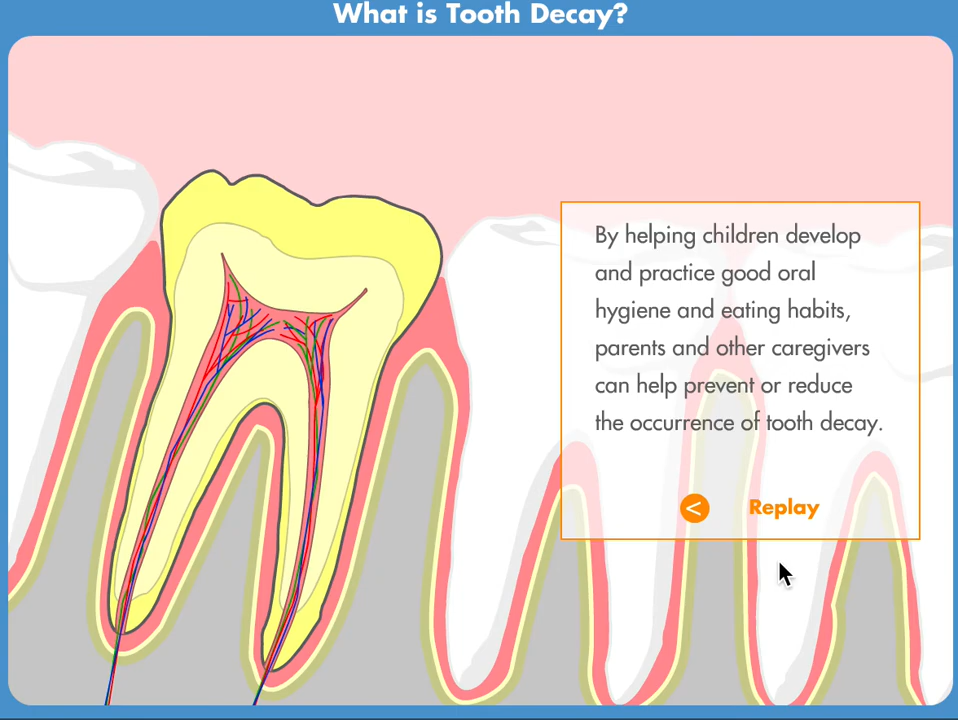 What is Tooth Decay?
By helping children develop
and practice good oral
hygiene and eating habits,
parents and other caregivers
can help prevent or reduce
the occurrence of tooth decay.
< Replay